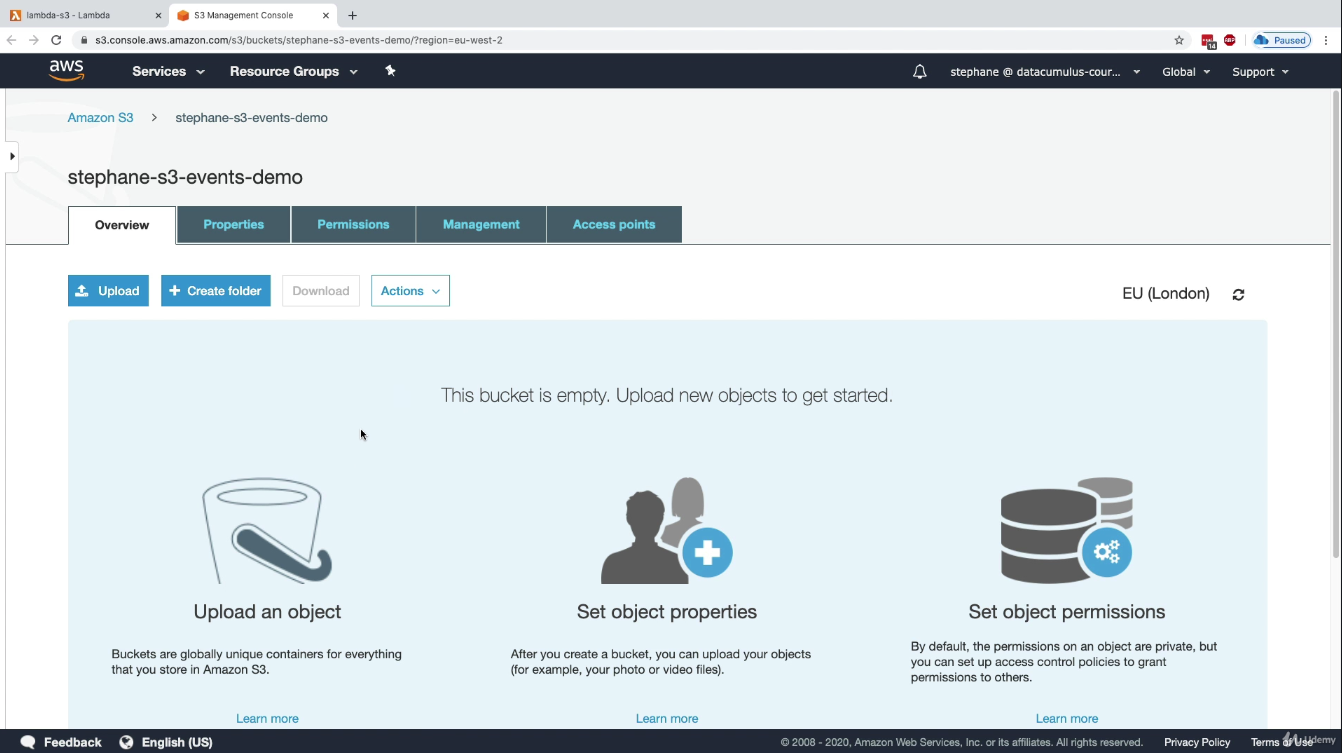 lambda-s3 - Lambda
S3 Management Console
s3.console.aws.amazon.com/s3/buckets/stephane-s3-events-demo/?region=eu-west-2
14
ABP
Paused
aws
Services
Resource Groups
stephane @ datacumulus-cour...
Global
Support
Amazon S3 > stephane-s3-events-demo
stephane-s3-events-demo
Overview
Properties
Permissions
Management
Access points
Upload
Create folder
Download
Actions
EU (London)
This bucket is empty. Upload new objects to get started.
Upload an object
Buckets are globally unique containers for everything
that you store in Amazon S3.
Learn more
Set object properties
After you create a bucket, you can upload your objects
(for example, your photo or video files).
Learn more
Set object permissions
By default, the permissions on an object are private, but
you can set up access control policies to grant
permissions to others.
Learn more
Feedback
English (US)
© 2008 - 2020, Amazon Web Services, Inc. or its affiliates. All rights reserved.
Privacy Policy
Terms of Use
Udemy